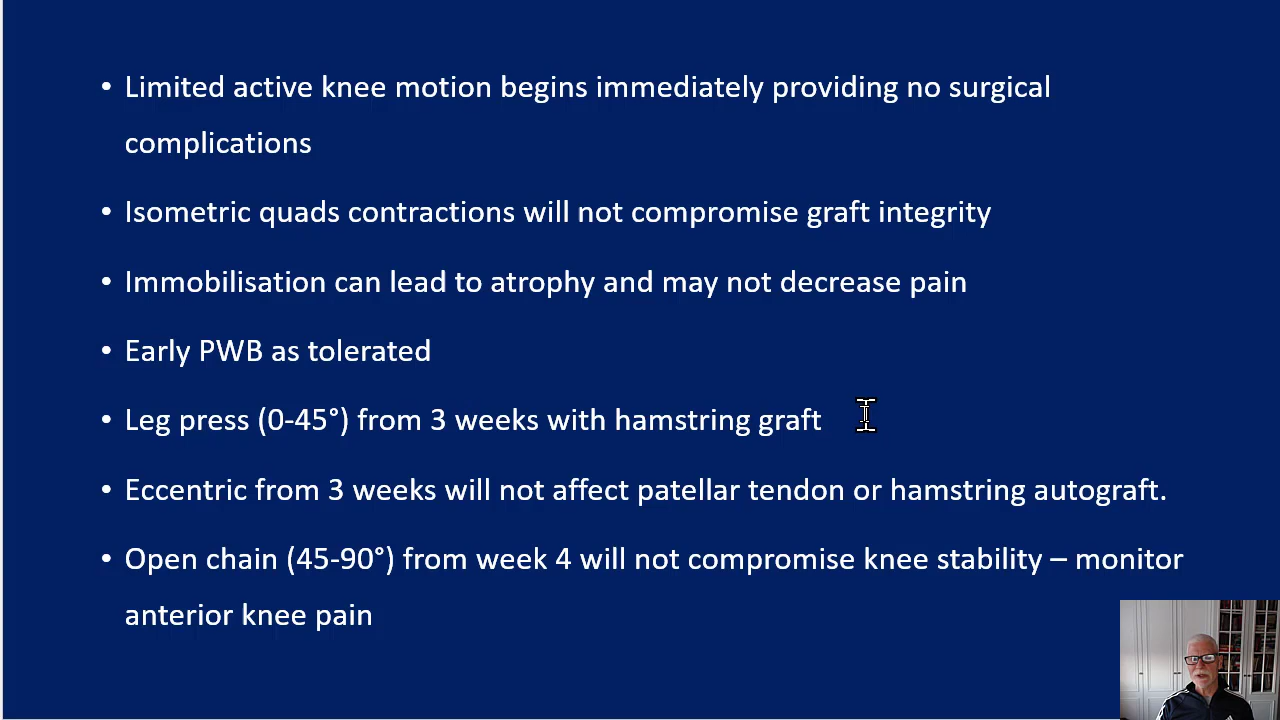 • Limited active knee motion begins immediately providing no surgical
complications
• Isometric quads contractions will not compromise graft integrity
• Immobilisation can lead to atrophy and may not decrease pain
• Early PWB as tolerated
• Leg press (0-45°) from 3 weeks with hamstring graft
• Eccentric from 3 weeks will not affect patellar tendon or hamstring autograft.
• Open chain (45-90°) from week 4 will not compromise knee stability – monitor
anterior knee pain